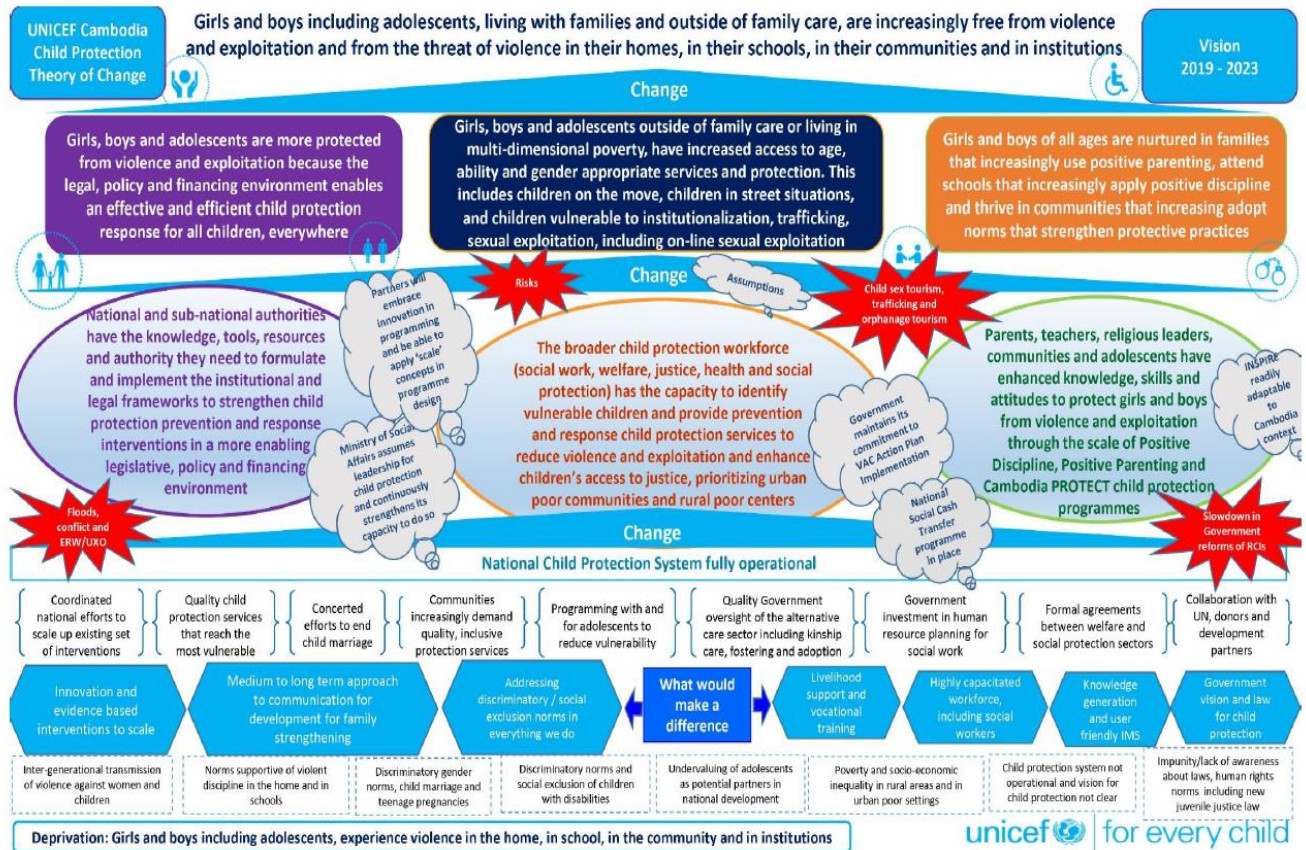 UNICEF Cambodia
Child Protection
Theory of Change
Girls and boys including adolescents, living with families and outside of family care, are increasingly free from violence
and exploitation and from the threat of violence in their homes, in their schools, in their communities and in institutions
Vision
2019 - 2023
Change
Girls, boys and adolescents are more protected
from violence and exploitation because the
legal, policy and financing environment enables
an effective and efficient child protection
response for all children, everywhere
Girls, boys and adolescents outside of family care or living in
multi-dimensional poverty, have increased access to age,
ability and gender appropriate services and protection. This
includes children on the move, children in street situations,
and children vulnerable to institutionalization, trafficking,
sexual exploitation, including on-line sexual exploitation
Girls and boys of all ages are nurtured in families
that increasingly use positive parenting, attend
schools that increasingly apply positive discipline
and thrive in communities that increasing adopt
norms that strengthen protective practices
Change
National and sub-national authorities
have the knowledge, tools, resources
and authority they need to formulate
and implement the institutional and
legal frameworks to strengthen child
protection prevention and response
interventions in a more enabling
legislative, policy and financing
environment
Partners will
embrace
innovation in
programming
and be able to
apply 'scale'
concepts in
programme
design
Ministry of Social
Affairs assumes
leadership for
child protection
and continuously
strengthens its
capacity to do so
Floods,
conflict and
ERW/UXO
Risks
Assumptions
The broader child protection workforce
(social work, welfare, justice, health and social
protection) has the capacity to identify
vulnerable children and provide prevention
and response child protection services to
reduce violence and exploitation and enhance
children's access to justice, prioritizing urban
poor communities and rural poor centers
Child sex tourism,
trafficking and
orphanage tourism
Government
maintains its
commitment to
VAC Action Plan
Implementation
National
Social Cash
Transfer
programme
in place
Parents, teachers, religious leaders,
communities and adolescents have
enhanced knowledge, skills and
attitudes to protect girls and boys
from violence and exploitation
through the scale of Positive
Discipline, Positive Parenting and
Cambodia PROTECT child protection
programmes
INSPIRE
readily
adaptable
to
Cambodia
context
Slowdown in
Government
reforms of RCIs
Change
National Child Protection System fully operational
Coordinated
national efforts to
scale up existing set
of interventions
Quality child
protection services
that reach the
most vulnerable
Concerted
efforts to end
child marriage
Communities
increasingly demand
quality, inclusive
protection services
Programming with and
for adolescents to
reduce vulnerability
Quality Government
oversight of the alternative
care sector including kinship
care, fostering and adoption
Government
investment in human
resource planning for
social work
Formal agreements
between welfare and
social protection sectors
Collaboration with
UN, donors and
development
partners
Innovation and
evidence based
interventions to scale
Medium to long term approach
to communication for
development for family
strengthening
Addressing
discriminatory / social
exclusion norms in
everything we do
What would
make a
difference
Livelihood
support and
vocational
training
Highly capacitated
workforce,
including social
workers
Knowledge
generation
and user
friendly IMS
Government
vision and law
for child
protection
Inter-generational transmission
of violence against women and
children
Norms supportive of violent
discipline in the home and in
schools
Discriminatory gender
norms, child marriage and
teenage pregnancies
Discriminatory norms and
social exclusion of children
with disabilities
Undervaluing of adolescents
as potential partners in
national development
Poverty and socio-economic
inequality in rural areas and in
urban poor settings
Child protection system not
operational and vision for
child protection not clear
Impunity/lack of awareness
about laws, human rights
norms including new
juvenile justice law
Deprivation: Girls and boys including adolescents, experience violence in the home, in school, in the community and in institutions
unicef for every child